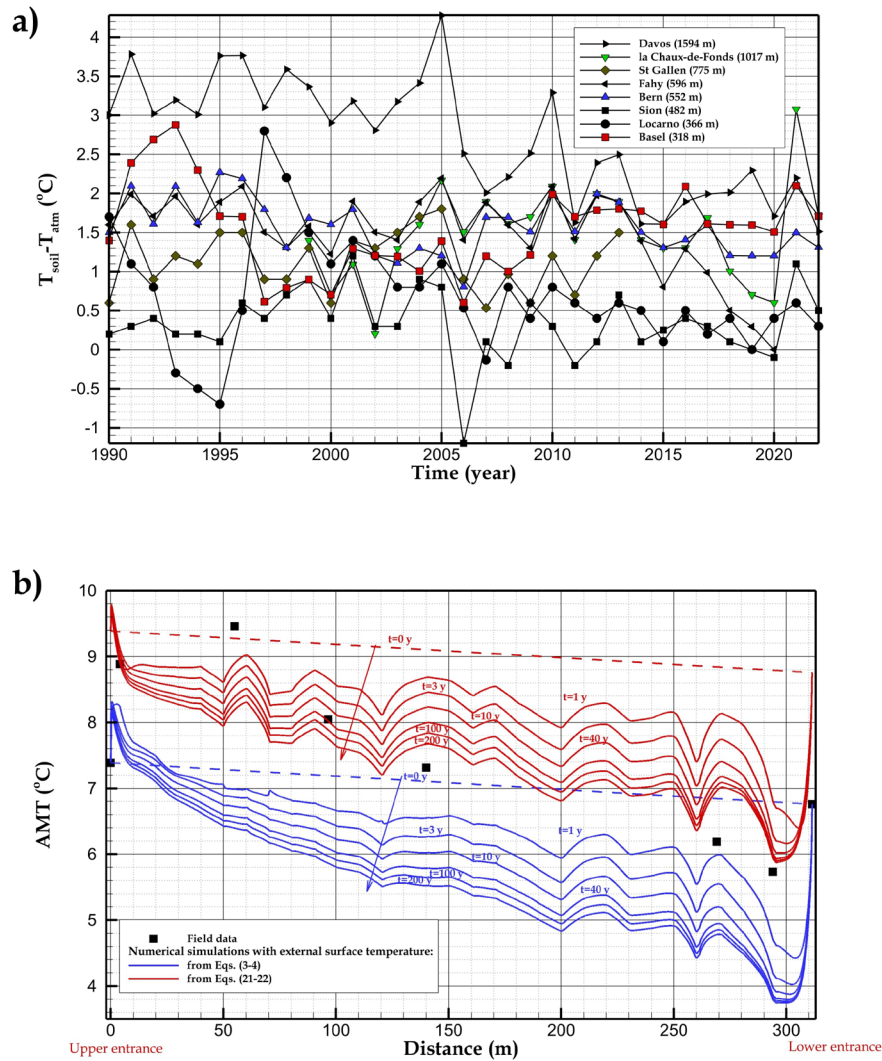 a)
4
3.5
3
2.5
2
1.5
1
0.5
0
-0.5
-1
Tsoil-Tatm (ºC)
Davos (1594 m)
la Chaux-de-Fonds (1017 m)
St Gallen (775 m)
Fahy (596 m)
Bern (552 m)
Sion (482 m)
Locarno (366 m)
Basel (318 m)
1990 1995 2000 2005 2010 2015 2020
Time (year)
b)
10
9
8
7
6
5
4
AMT (ºC)
t=0 y
t=3 y
t=1 y
t=10 y
t=100 y
t=40 y
t=200 y
t=0 y
t=3 y
t=1 y
t=10 y
t=100 y
t=200 y
t=40 y
Field data
Numerical simulations with external surface temperature:
from Eqs. (3-4)
from Eqs. (21-22)
0 50 100 150 200 250 300
Upper entrance
Distance (m)
Lower entrance